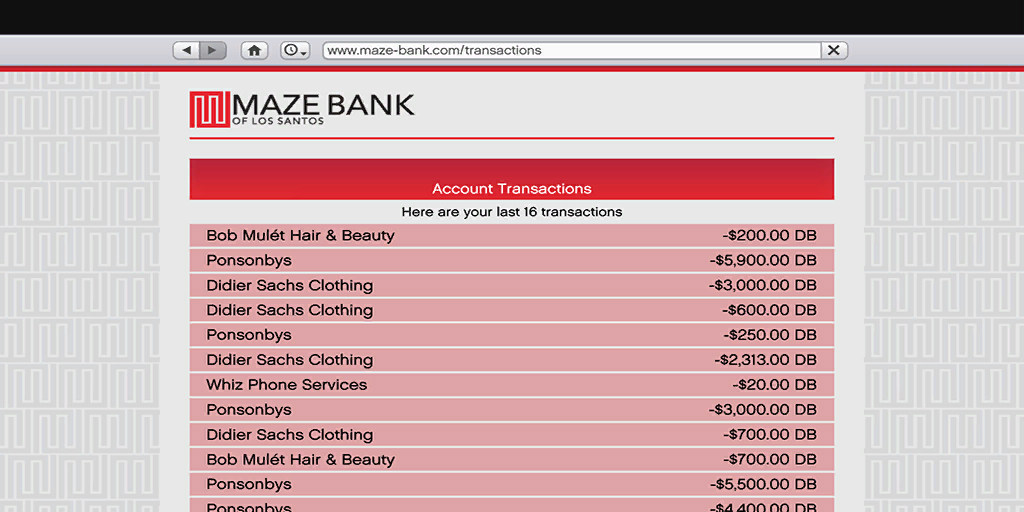 www.maze-bank.com/transactions
MAZE BANK
OF LOS SANTOS
Account Transactions
Here are your last 16 transactions
Bob Mulét Hair & Beauty -$200.00 DB
Ponsonbys -$5,900.00 DB
Didier Sachs Clothing -$3,000.00 DB
Didier Sachs Clothing -$600.00 DB
Ponsonbys -$250.00 DB
Didier Sachs Clothing -$2,313.00 DB
Whiz Phone Services -$20.00 DB
Ponsonbys -$3,000.00 DB
Didier Sachs Clothing -$700.00 DB
Bob Mulét Hair & Beauty -$700.00 DB
Ponsonbys -$5,500.00 DB
Ponsonbys -$4,400.00 DB